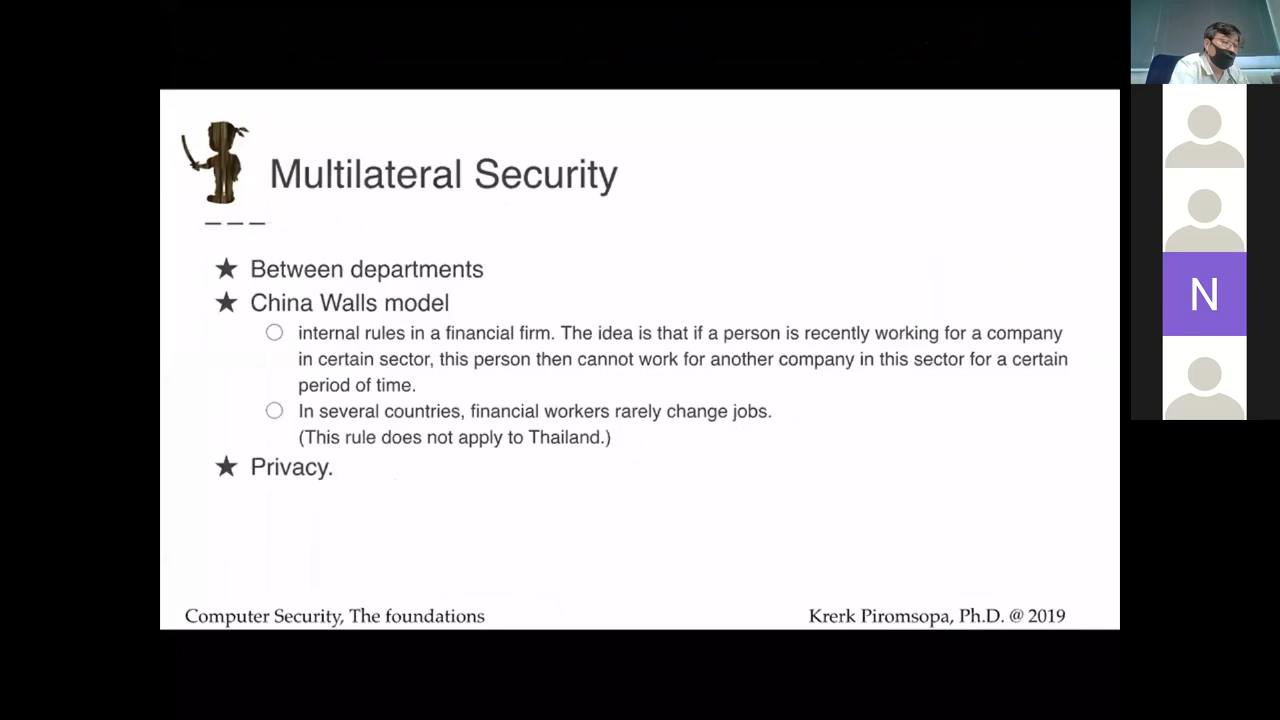 Multilateral Security
Between departments
China Walls model
internal rules in a financial firm. The idea is that if a person is recently working for a company
in certain sector, this person then cannot work for another company in this sector for a certain
period of time.
In several countries, financial workers rarely change jobs.
(This rule does not apply to Thailand.)
Privacy.
Computer Security, The foundations
Krerk Piromsopa, Ph.D. @ 2019
N